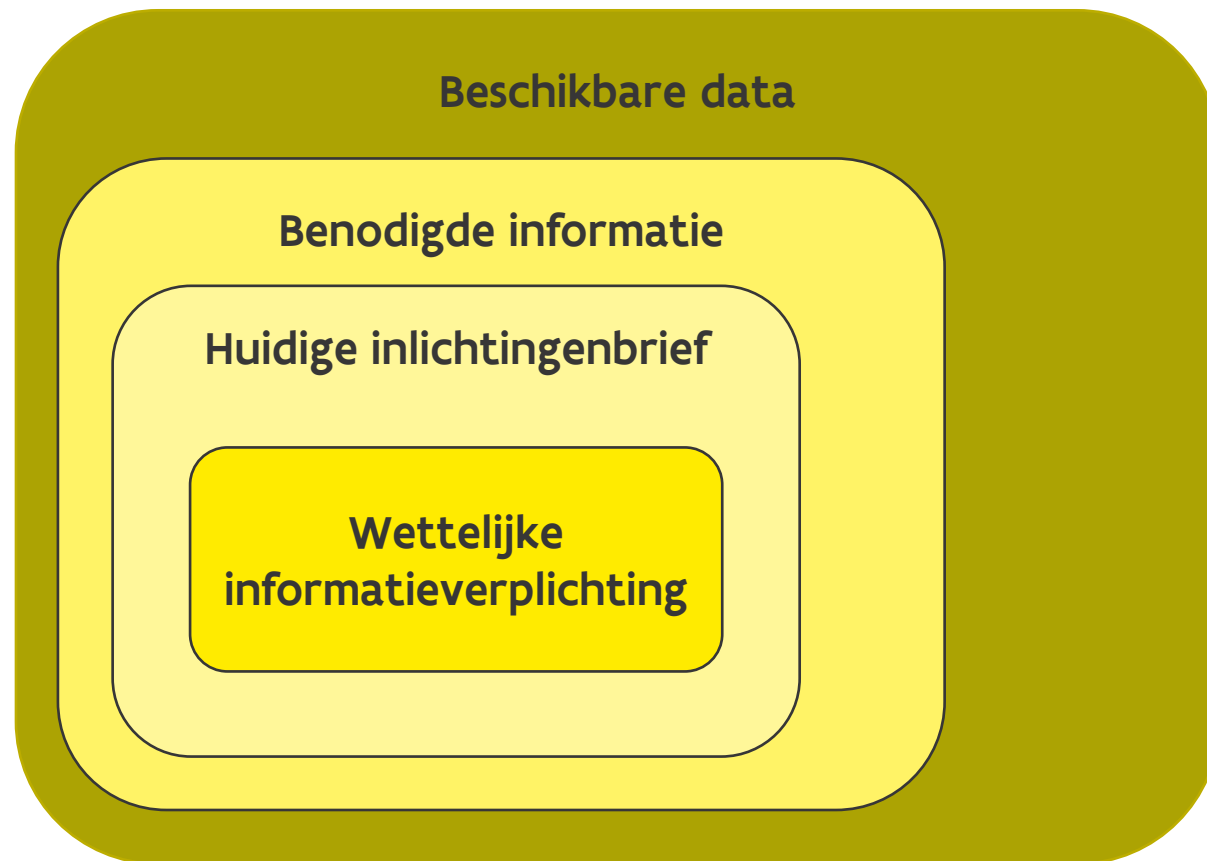 Beschikbare data
Benodigde informatie
Huidige inlichtingenbrief
Wettelijke
informatieverplichting